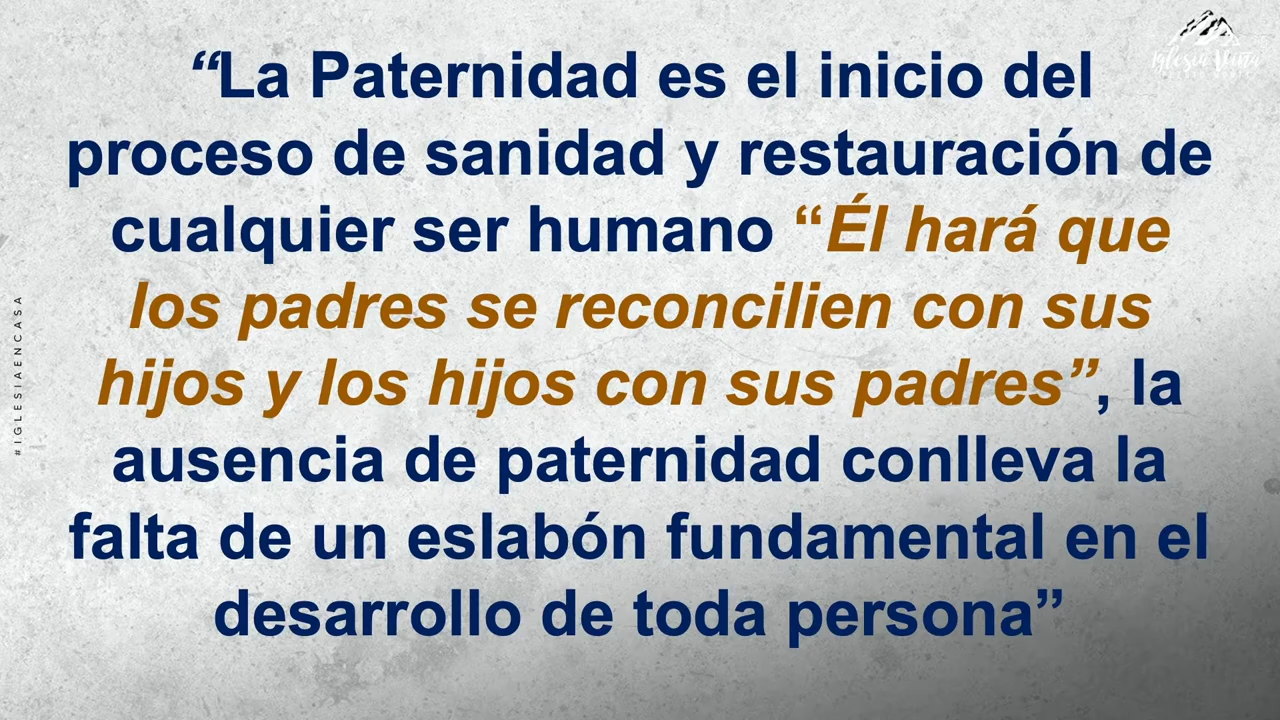 “La Paternidad es el inicio del
proceso de sanidad y restauración de
cualquier ser humano “Él hará que
los padres se reconcilien con sus
hijos y los hijos con sus padres”, la
ausencia de paternidad conlleva la
falta de un eslabón fundamental en el
desarrollo de toda persona”
#IGLESIAENCASA
Iglesia Viña